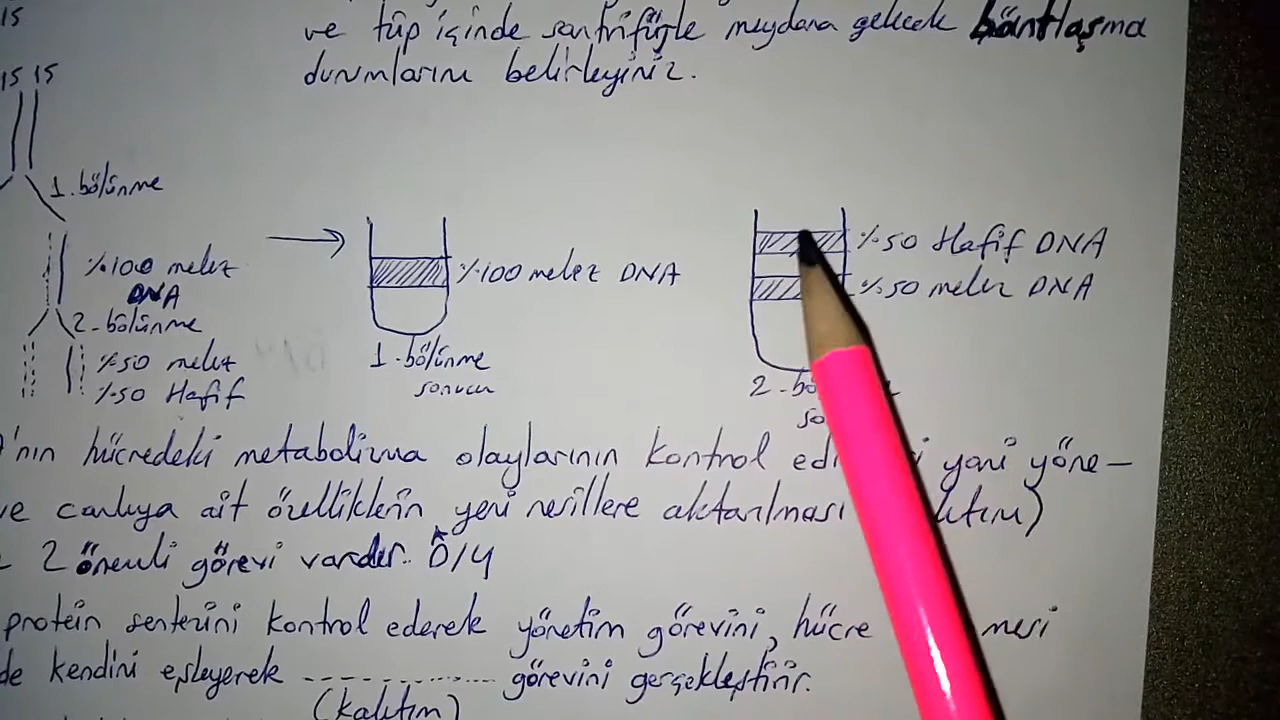 15
ve tüp içinde santrifüjle meydana gelecek bantlaşma
durumlarını belirleyiniz.
15 15
1.bölünme
%100 melez
DNA
2-bölünme
%50 melez
%50 Hafif
%100 melez DNA
1-bölünme
sonucu
%50 Hafif DNA
%50 melez DNA
2-bö
so
'nın hücredeki metabolizma olaylarının kontrol edi yani yöne-
ve canlıya ait özelliklerin yeni nesillere aktarılması
2 önemli görevi vardır. D/Y
protein sentezini kontrol ederek yönetim görevini, hücre
de kendini eşleyerek ............... görevini gerçekleştirir.
(kalıtım)